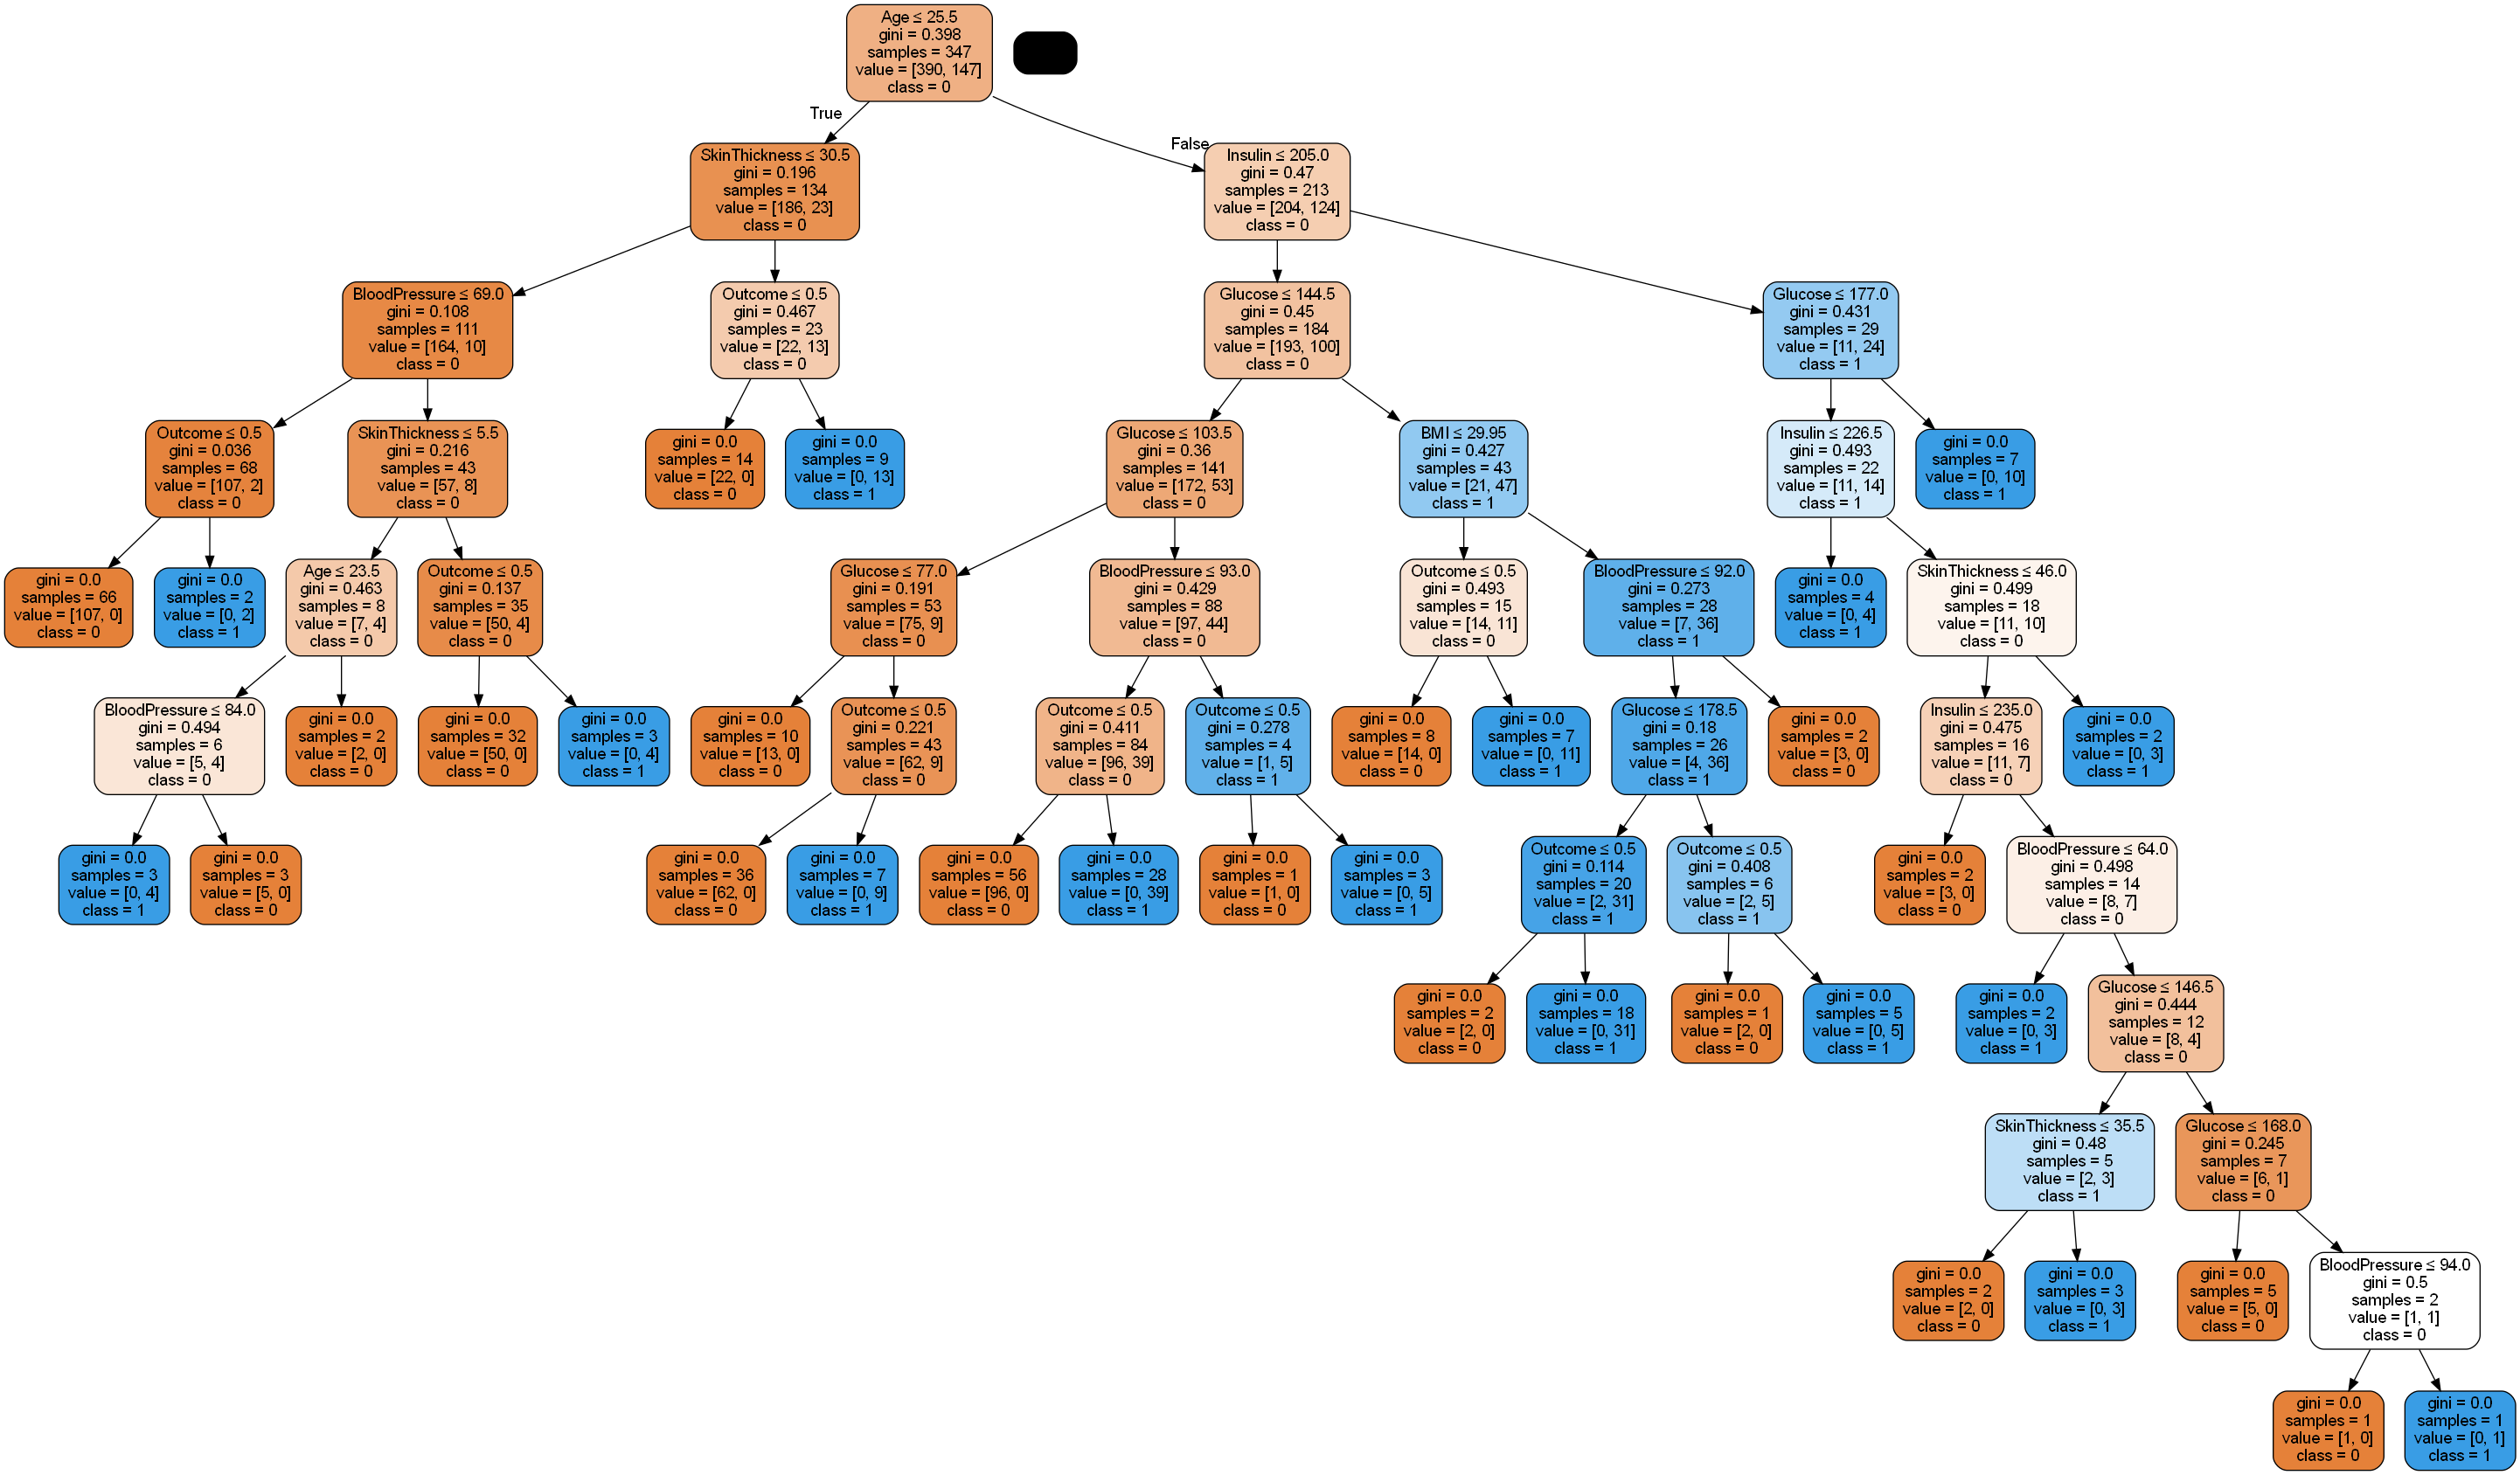 Age ≤ 25.5
gini = 0.398
samples = 347
value = [390, 147]
class = 0
True
False
SkinThickness ≤ 30.5
gini = 0.196
samples = 134
value = [186, 23]
class = 0
Insulin ≤ 205.0
gini = 0.47
samples = 213
value = [204, 124]
class = 0
BloodPressure ≤ 69.0
gini = 0.108
samples = 111
value = [164, 10]
class = 0
Outcome ≤ 0.5
gini = 0.467
samples = 23
value = [22, 13]
class = 0
Glucose ≤ 144.5
gini = 0.45
samples = 184
value = [193, 100]
class = 0
Glucose ≤ 177.0
gini = 0.431
samples = 29
value = [11, 24]
class = 1
Outcome ≤ 0.5
gini = 0.036
samples = 68
value = [107, 2]
class = 0
SkinThickness ≤ 5.5
gini = 0.216
samples = 43
value = [57, 8]
class = 0
gini = 0.0
samples = 14
value = [22, 0]
class = 0
gini = 0.0
samples = 9
value = [0, 13]
class = 1
Glucose ≤ 103.5
gini = 0.36
samples = 141
value = [172, 53]
class = 0
BMI ≤ 29.95
gini = 0.427
samples = 43
value = [21, 47]
class = 1
Insulin ≤ 226.5
gini = 0.493
samples = 22
value = [11, 14]
class = 1
gini = 0.0
samples = 7
value = [0, 10]
class = 1
gini = 0.0
samples = 66
value = [107, 0]
class = 0
gini = 0.0
samples = 2
value = [0, 2]
class = 1
Age ≤ 23.5
gini = 0.463
samples = 8
value = [7, 4]
class = 0
Outcome ≤ 0.5
gini = 0.137
samples = 35
value = [50, 4]
class = 0
Glucose ≤ 77.0
gini = 0.191
samples = 53
value = [75, 9]
class = 0
BloodPressure ≤ 93.0
gini = 0.429
samples = 88
value = [97, 44]
class = 0
Outcome ≤ 0.5
gini = 0.493
samples = 15
value = [14, 11]
class = 0
BloodPressure ≤ 92.0
gini = 0.273
samples = 28
value = [7, 36]
class = 1
gini = 0.0
samples = 4
value = [0, 4]
class = 1
SkinThickness ≤ 46.0
gini = 0.499
samples = 18
value = [11, 10]
class = 0
BloodPressure ≤ 84.0
gini = 0.494
samples = 6
value = [5, 4]
class = 0
gini = 0.0
samples = 2
value = [2, 0]
class = 0
gini = 0.0
samples = 32
value = [50, 0]
class = 0
gini = 0.0
samples = 3
value = [0, 4]
class = 1
gini = 0.0
samples = 10
value = [13, 0]
class = 0
Outcome ≤ 0.5
gini = 0.221
samples = 43
value = [62, 9]
class = 0
Outcome ≤ 0.5
gini = 0.411
samples = 84
value = [96, 39]
class = 0
Outcome ≤ 0.5
gini = 0.278
samples = 4
value = [1, 5]
class = 1
gini = 0.0
samples = 8
value = [14, 0]
class = 0
gini = 0.0
samples = 7
value = [0, 11]
class = 1
Glucose ≤ 178.5
gini = 0.18
samples = 26
value = [4, 36]
class = 1
gini = 0.0
samples = 2
value = [3, 0]
class = 0
Insulin ≤ 235.0
gini = 0.475
samples = 16
value = [11, 7]
class = 0
gini = 0.0
samples = 2
value = [0, 3]
class = 1
gini = 0.0
samples = 3
value = [0, 4]
class = 1
gini = 0.0
samples = 3
value = [5, 0]
class = 0
gini = 0.0
samples = 36
value = [62, 0]
class = 0
gini = 0.0
samples = 7
value = [0, 9]
class = 1
gini = 0.0
samples = 56
value = [96, 0]
class = 0
gini = 0.0
samples = 28
value = [0, 39]
class = 1
gini = 0.0
samples = 1
value = [1, 0]
class = 0
gini = 0.0
samples = 3
value = [0, 5]
class = 1
Outcome ≤ 0.5
gini = 0.114
samples = 20
value = [2, 31]
class = 1
Outcome ≤ 0.5
gini = 0.408
samples = 6
value = [2, 5]
class = 1
gini = 0.0
samples = 2
value = [3, 0]
class = 0
BloodPressure ≤ 64.0
gini = 0.498
samples = 14
value = [8, 7]
class = 0
gini = 0.0
samples = 2
value = [2, 0]
class = 0
gini = 0.0
samples = 18
value = [0, 31]
class = 1
gini = 0.0
samples = 1
value = [2, 0]
class = 0
gini = 0.0
samples = 5
value = [0, 5]
class = 1
gini = 0.0
samples = 2
value = [0, 3]
class = 1
Glucose ≤ 146.5
gini = 0.444
samples = 12
value = [8, 4]
class = 0
SkinThickness ≤ 35.5
gini = 0.48
samples = 5
value = [2, 3]
class = 1
Glucose ≤ 168.0
gini = 0.245
samples = 7
value = [6, 1]
class = 0
gini = 0.0
samples = 2
value = [2, 0]
class = 0
gini = 0.0
samples = 3
value = [0, 3]
class = 1
gini = 0.0
samples = 5
value = [5, 0]
class = 0
BloodPressure ≤ 94.0
gini = 0.5
samples = 2
value = [1, 1]
class = 0
gini = 0.0
samples = 1
value = [1, 0]
class = 0
gini = 0.0
samples = 1
value = [0, 1]
class = 1